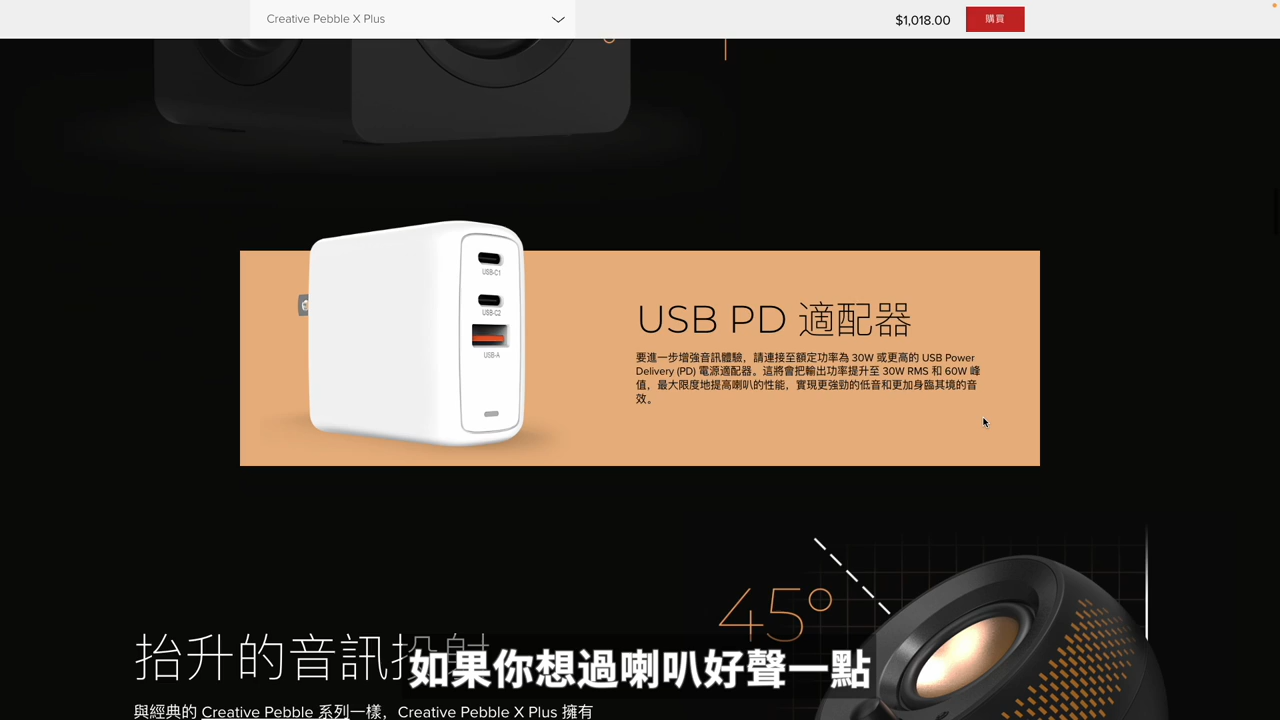 Creative Pebble X Plus
$1,018.00
購買
USB-C1
USB-C2
USB-A
USB PD 適配器
要進一步增強音訊體驗，請連接至額定功率為 30W 或更高的 USB Power
Delivery (PD) 電源適配器。這將會把輸出功率提升至 30W RMS 和 60W 峰
值，最大限度地提高喇叭的性能，實現更強勁的低音和更加身臨其境的音
效。
45°
抬升的音訊投射
如果你想過喇叭好聲一點
與經典的 Creative Pebble 系列一樣，Creative Pebble X Plus 擁有